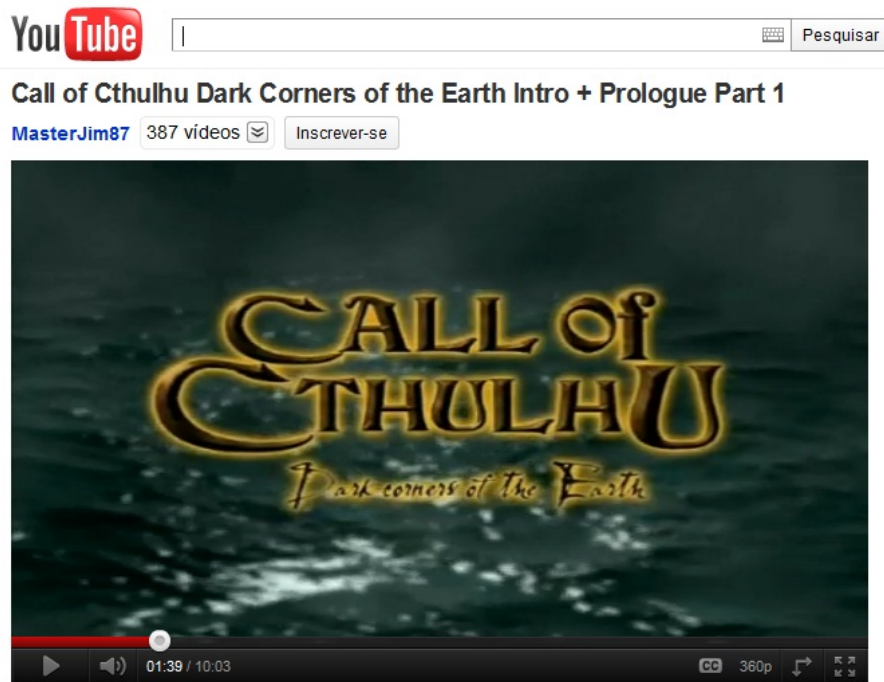 YouTube
Pesquisar
Call of Cthulhu Dark Corners of the Earth Intro + Prologue Part 1
MasterJim87 387 vídeos Inscrever-se
CALL Of
CTHULHU
Dark corners of the Earth
01:39 / 10:03 CC 360p